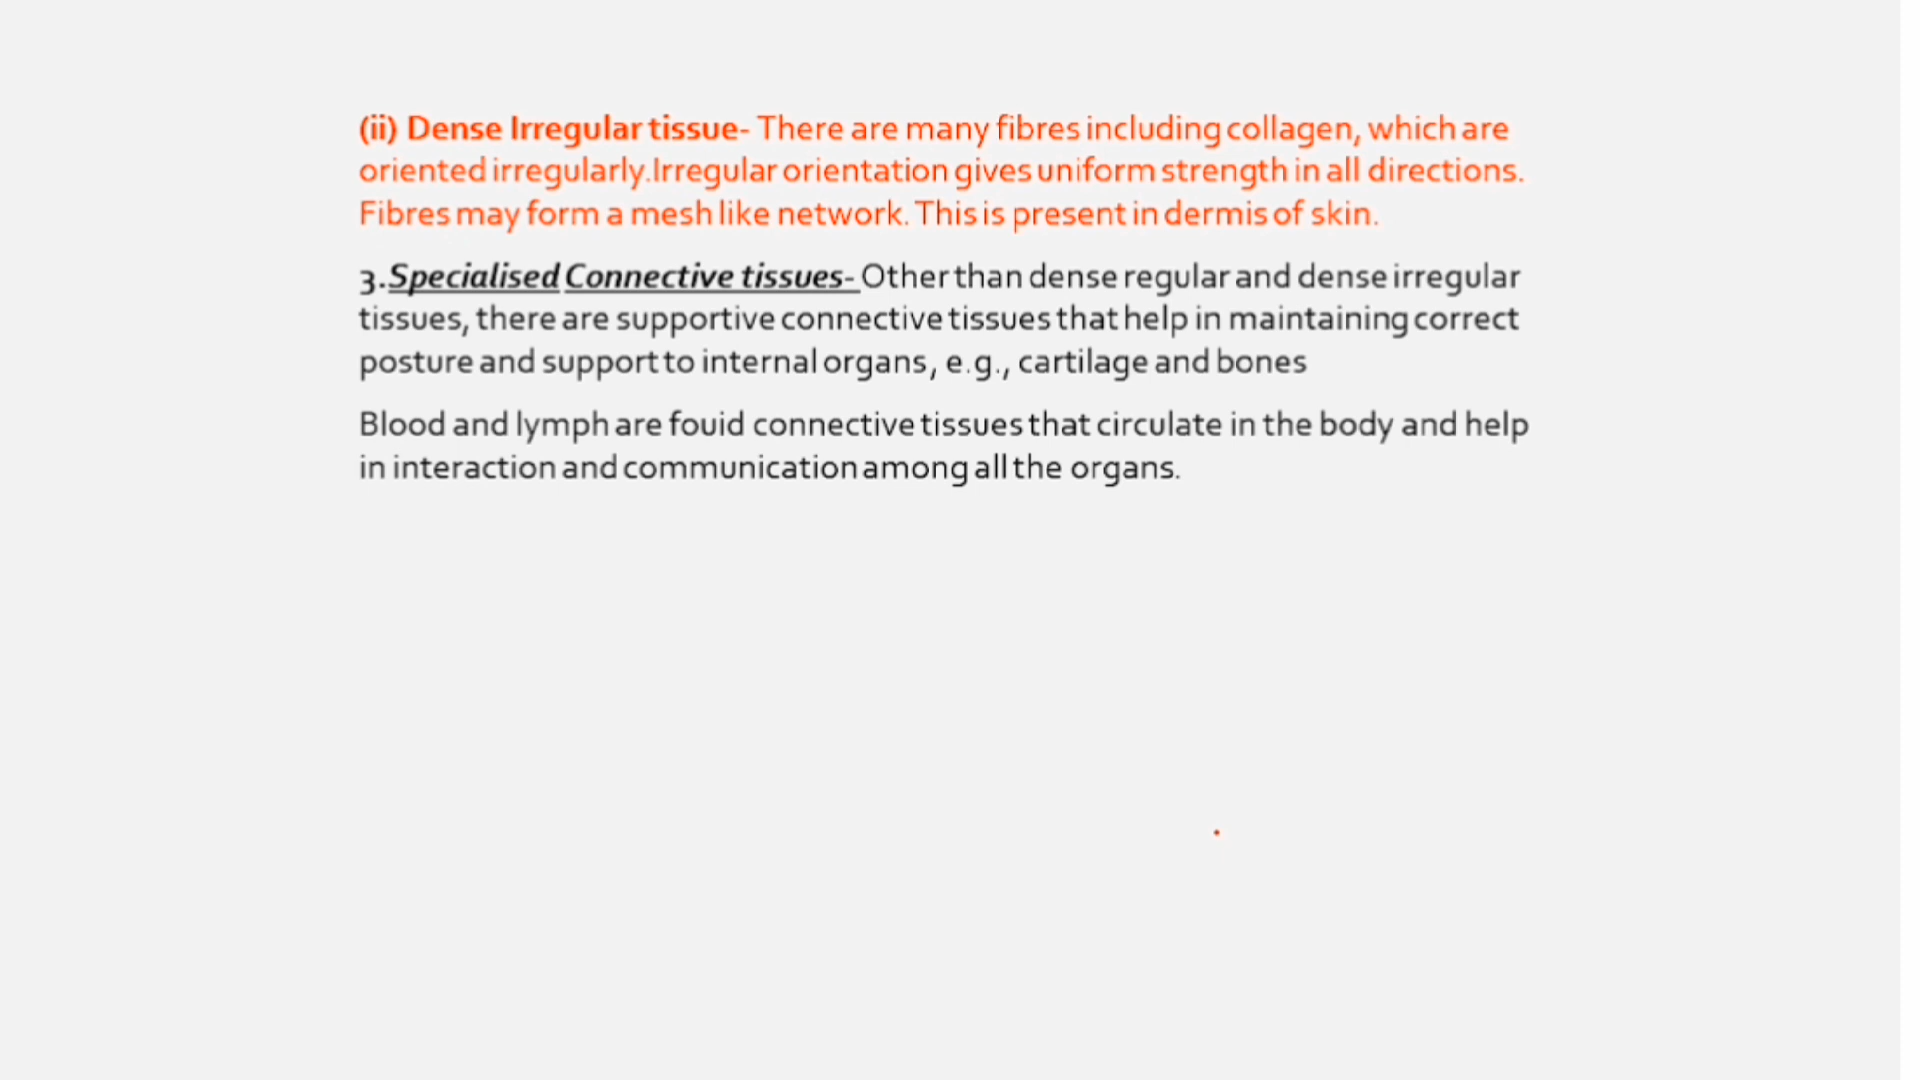 (ii) Dense Irregular tissue- There are many fibres including collagen, which are
oriented irregularly.Irregular orientation gives uniform strength in all directions.
Fibres may form a mesh like network. This is present in dermis of skin.
3.Specialised Connective tissues- Other than dense regular and dense irregular
tissues, there are supportive connective tissues that help in maintaining correct
posture and support to internal organs, e.g., cartilage and bones
Blood and lymph are fouid connective tissues that circulate in the body and help
in interaction and communication among all the organs.